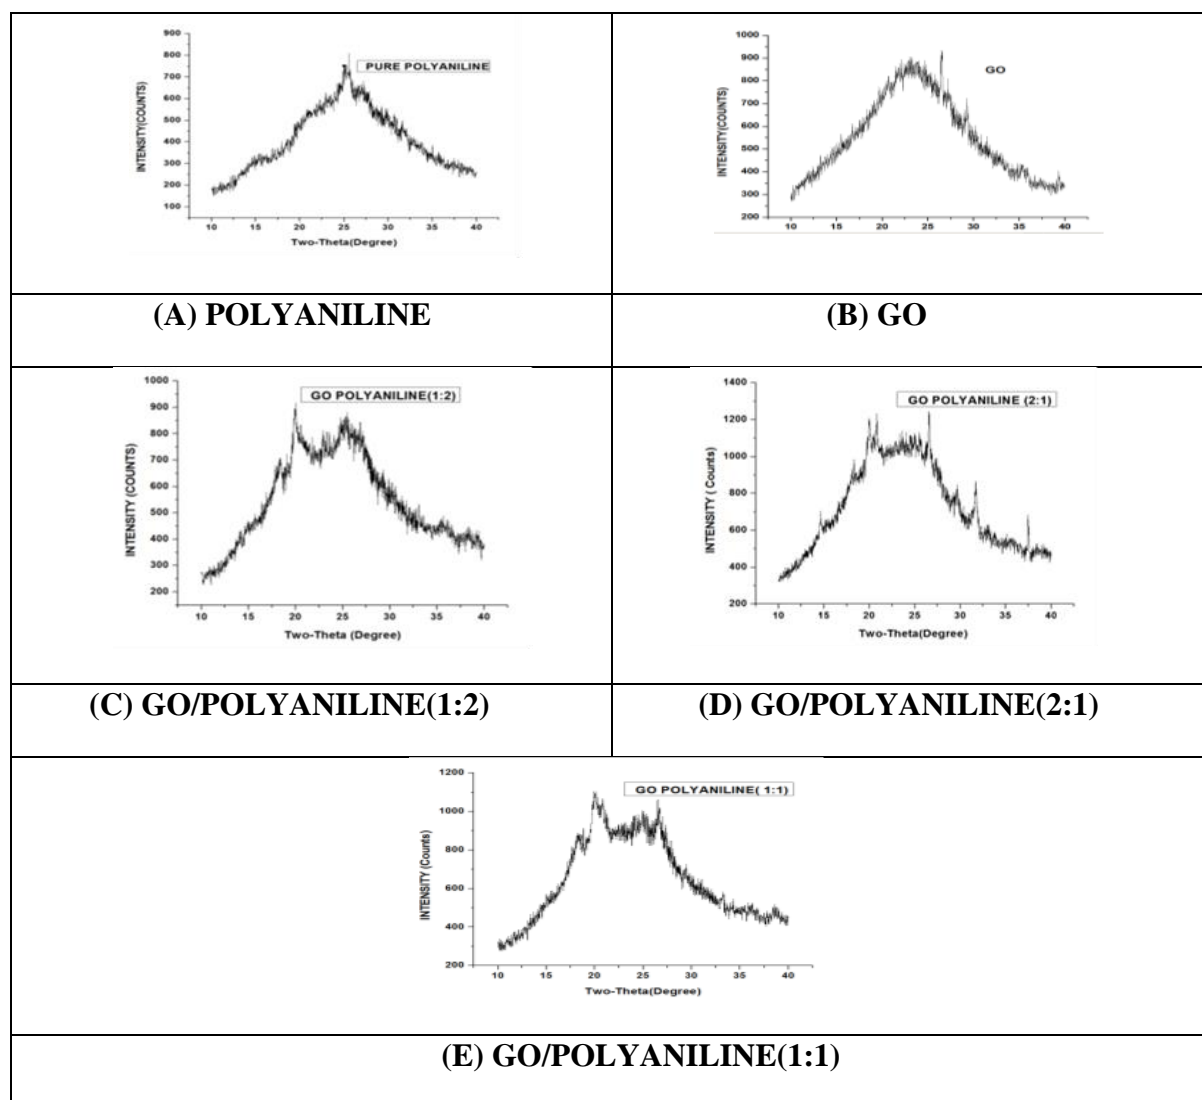 900
800
700
600
500
400
300
200
100
INTENSITY(COUNTS)
PURE POLYANILINE
10 15 20 25 30 35 40
Two-Theta(Degree)
1000
900
800
700
600
500
400
300
200
INTENSITY(COUNTS)
GO
10 15 20 25 30 35 40
(A) POLYANILINE
(B) GO
1000
900
800
700
600
500
400
300
200
INTENSITY (COUNTS)
GO POLYANILINE(1:2)
10 15 20 25 30 35 40
Two-Theta (Degree)
1400
1200
1000
800
600
400
200
INTENSITY ( Counts)
GO POLYANILINE (2:1)
10 15 20 25 30 35 40
Two-Theta(Degree)
(C) GO/POLYANILINE(1:2)
(D) GO/POLYANILINE(2:1)
1200
1000
800
600
400
200
INTENSITY (Counts)
GO POLYANILINE( 1:1)
10 15 20 25 30 35 40
Two-Theta(Degree)
(E) GO/POLYANILINE(1:1)